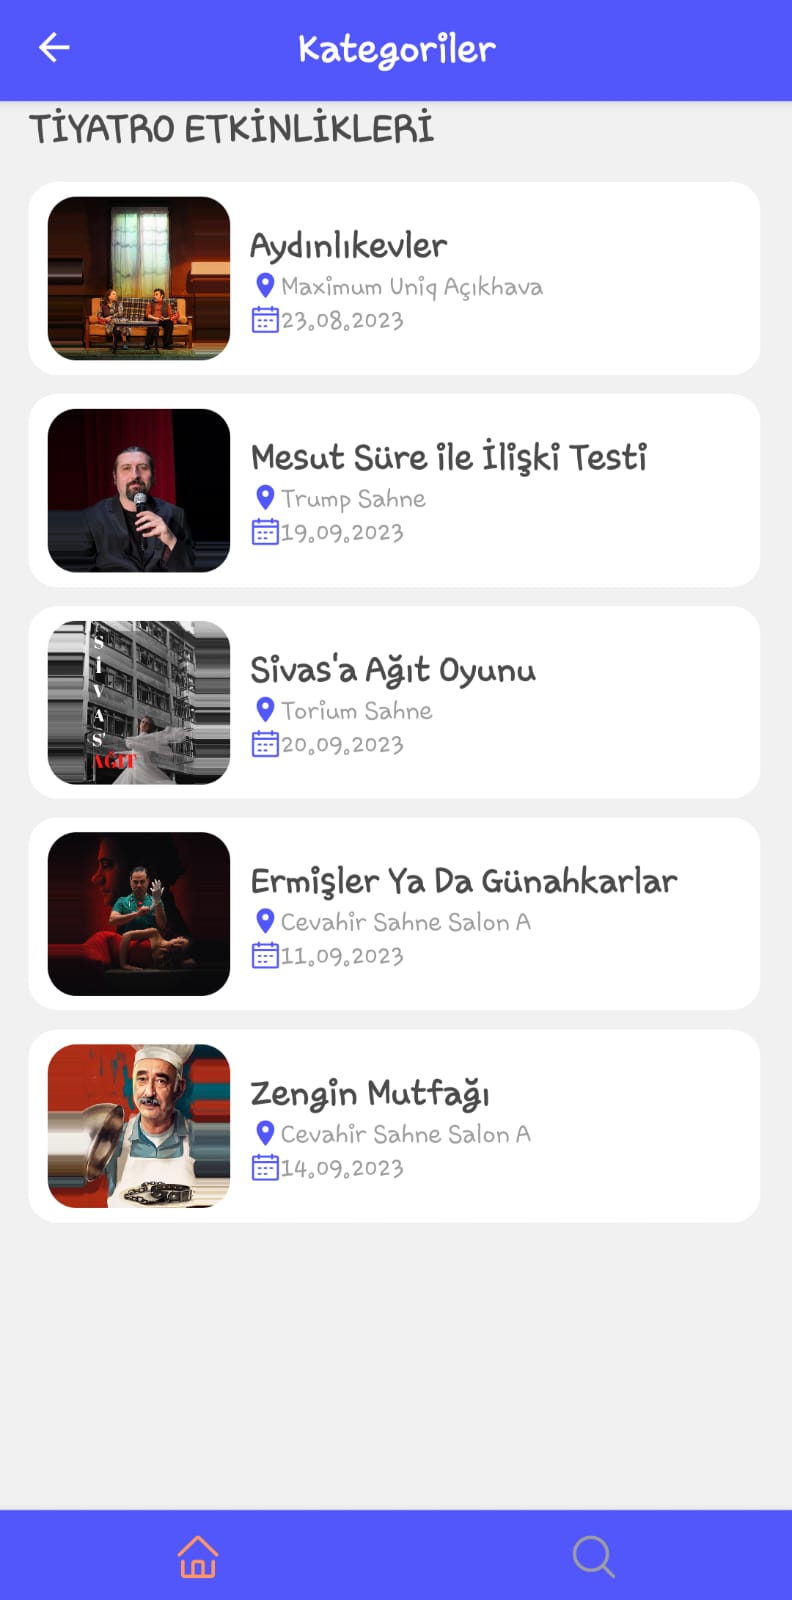 Kategoriler
TİYATRO ETKİNLİKLERİ
Aydınlıkevler
Maximum Uniq Açıkhava
23.08.2023
Mesut Süre ile İlişki Testi
Trump Sahne
19.09.2023
SİVAS'
AĞIT
Sivas'a Ağıt Oyunu
Torium Sahne
20.09.2023
Ermişler Ya Da Günahkarlar
Cevahir Sahne Salon A
11.09.2023
Zengin Mutfağı
Cevahir Sahne Salon A
14.09.2023